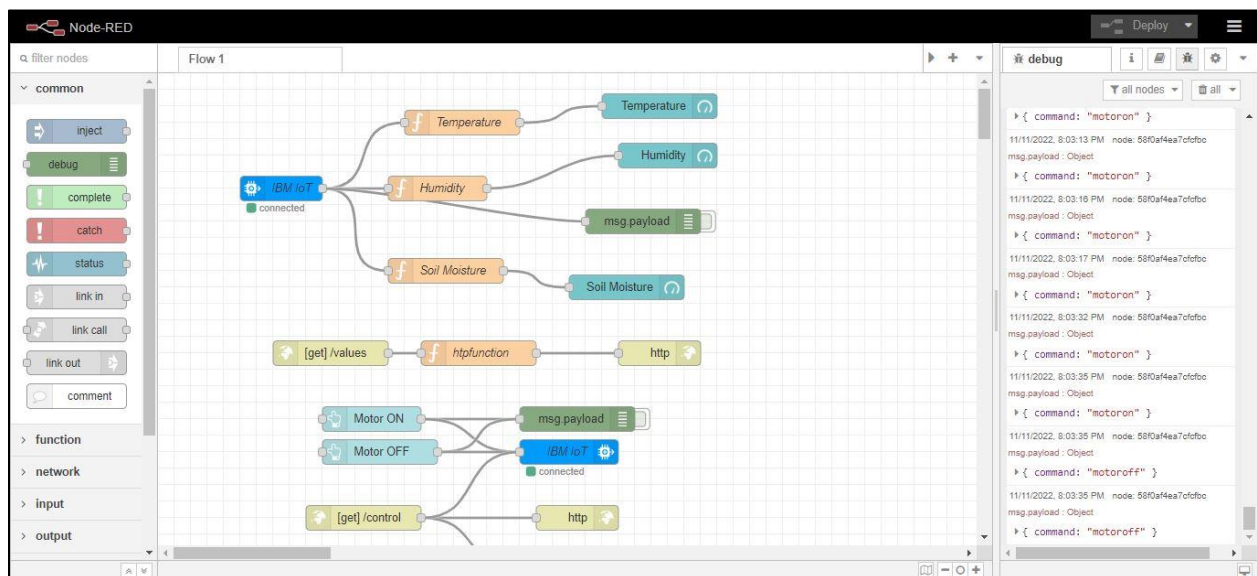 Node-RED
Deploy
filter nodes
Flow 1
debug
i
common
all nodes
all
inject
debug
complete
catch
status
link in
link call
link out
comment
function
network
input
output
Temperature
Temperature
Humidity
IBM IoT
connected
Humidity
msg.payload
Soil Moisture
Soil Moisture
[get] /values
htpfunction
http
Motor ON
msg.payload
Motor OFF
IBM IoT
connected
[get] /control
http
{ command: "motoron" }
11/11/2022, 8:03:13 PM node: 58f0af4ea7cfcfbc
msg.payload : Object
{ command: "motoron" }
11/11/2022, 8:03:16 PM node: 58f0af4ea7cfcfbc
msg.payload : Object
{ command: "motoron" }
11/11/2022, 8:03:17 PM node: 58f0af4ea7cfcfbc
msg.payload : Object
{ command: "motoron" }
11/11/2022, 8:03:32 PM node: 58f0af4ea7cfcfbc
msg.payload : Object
{ command: "motoron" }
11/11/2022, 8:03:35 PM node: 58f0af4ea7cfcfbc
msg.payload : Object
{ command: "motoron" }
11/11/2022, 8:03:35 PM node: 58f0af4ea7cfcfbc
msg.payload : Object
{ command: "motoroff" }
11/11/2022, 8:03:35 PM node: 58f0af4ea7cfcfbc
msg.payload : Object
{ command: "motoroff" }